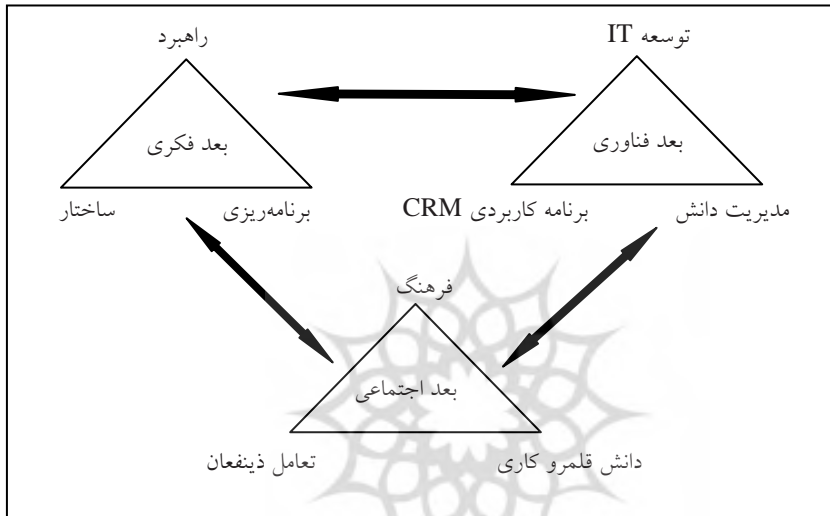 توسعه IT
راهبرد
بعد فناوری
بعد فکری
مدیریت دانش
برنامه کاربردی CRM
برنامه‌ریزی
ساختار
فرهنگ
بعد اجتماعی
دانش قلمرو کاری
تعامل ذینفعان